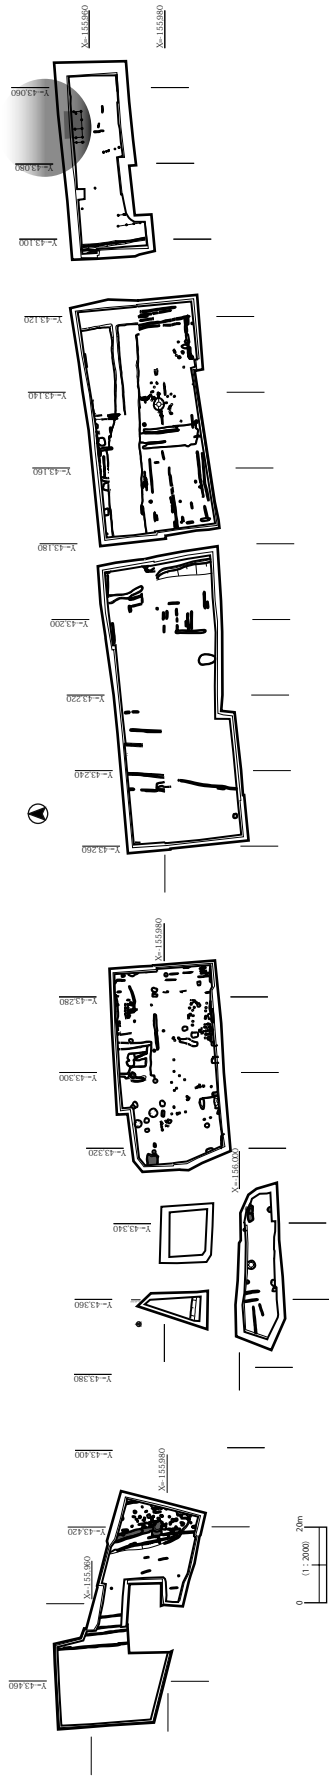 X=-155,960
X=-155,980
Y=-43,060
Y=-43,080
Y=-43,100
Y=-43,120
Y=-43,140
Y=-43,160
Y=-43,180
Y=-43,200
Y=-43,220
Y=-43,240
Y=-43,260
X=-155,980
Y=-43,280
Y=-43,300
Y=-43,320
X=-156,000
Y=-43,340
Y=-43,360
Y=-43,380
Y=-43,400
X=-155,980
Y=-43,420
X=-155,960
Y=-43,460
0
(1:2000)
20m